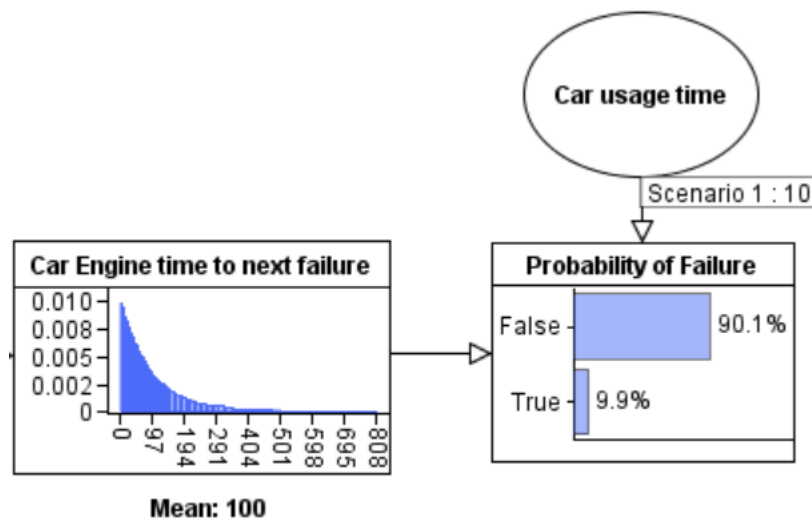 Car usage time
Scenario 1 : 10
Car Engine time to next failure
0.010
0.008
0.005
0.002
0
0
97
194
291
404
501
598
695
808
Mean: 100
Probability of Failure
False
90.1%
True
9.9%